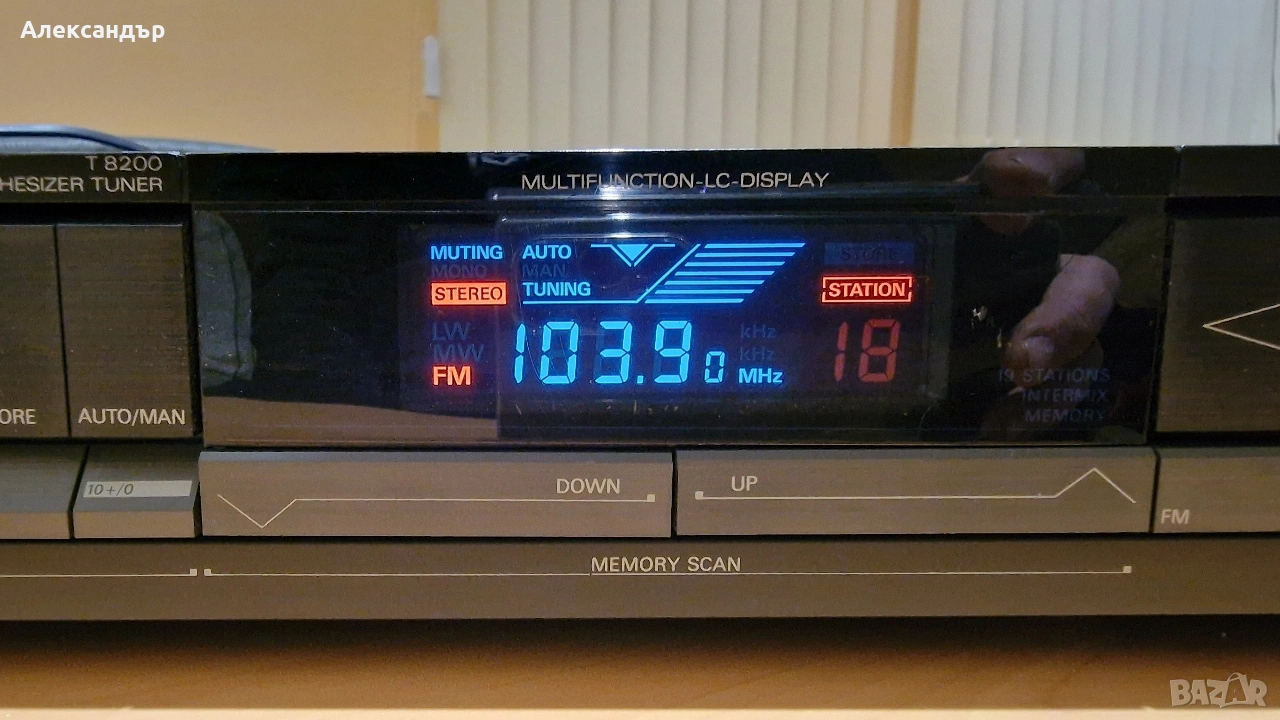 Александър
T 8200
HESIZER TUNER
MULTIFUNCTION-LC-DISPLAY
MUTING
AUTO
MONO
MAN.
STEREO
TUNING
STATION
LW
MW
FM
103.90
kHz
kHz
MHz
18
19 STATIONS
INTERMIX
MEMORY
ORE
AUTO/MAN
10+/0
DOWN
UP
FM
MEMORY SCAN
BAZAR